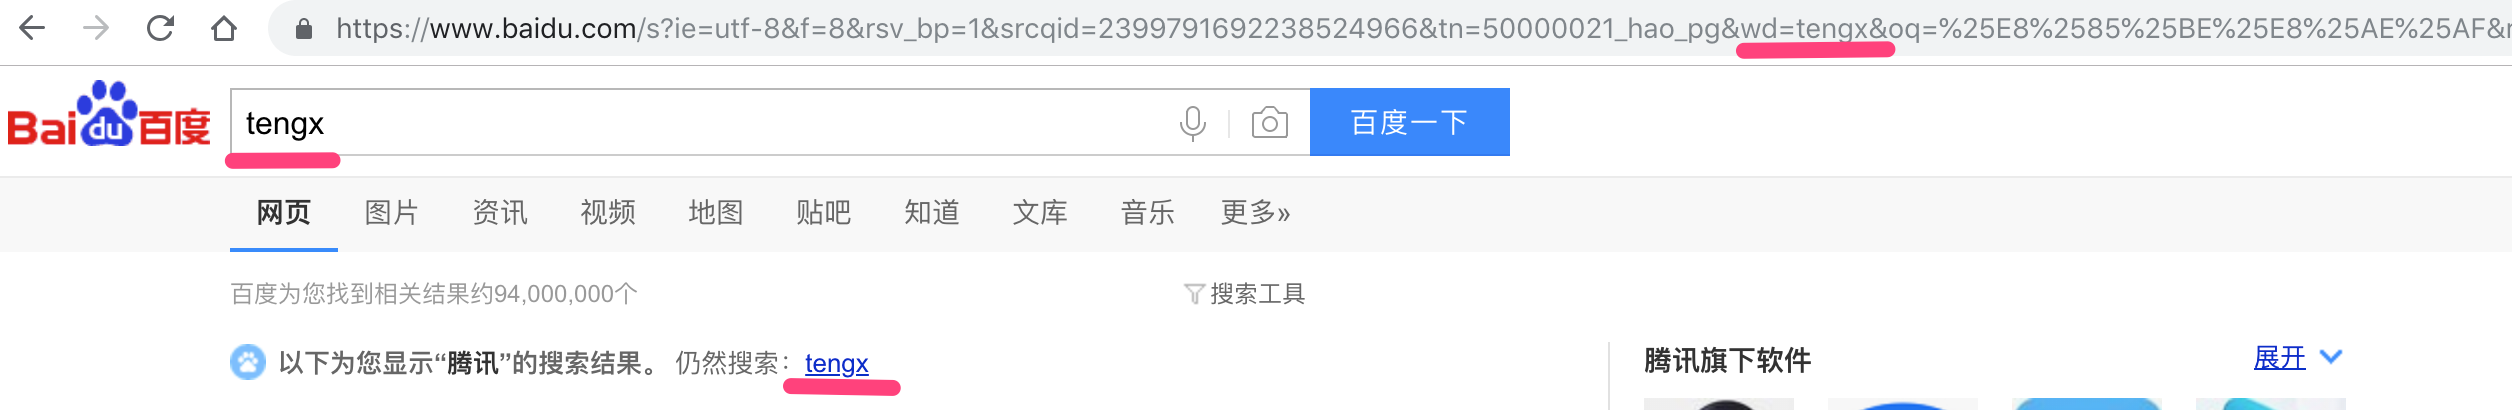 https://www.baidu.com/s?ie=utf-8&f=8&rsv_bp=1&srcqid=2399791692238524966&tn=50000021_hao_pg&wd=tengx&oq=%25E8%2585%25BE%25E8%25AE%25AF&r
Bai du 百度 tengx 百度一下
网页 图片 资讯 视频 地图 贴吧 知道 文库 音乐 更多»
百度为您找到相关结果约94,000,000个 搜索工具
以下为您显示“腾讯”的搜索结果。 仍然搜索: tengx
腾讯旗下软件 展开